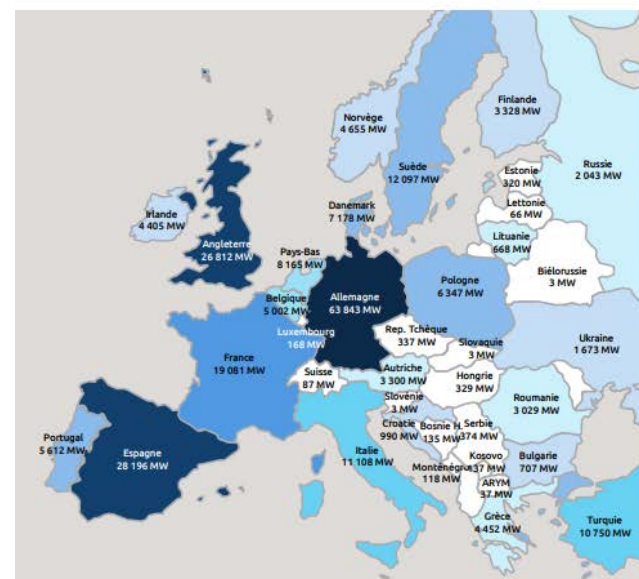 Finlande
3 328 MW
Norvège
4 655 MW
Suède
12 097 MW
Russie
2 043 MW
Estonie
320 MW
Lettonie
66 MW
Danemark
7 178 MW
Irlande
4 405 MW
Lituanie
668 MW
Angleterre
26 812 MW
Pays-Bas
8 165 MW
Biélorussie
3 MW
Pologne
6 347 MW
Allemagne
63 843 MW
Belgique
5 002 MW
Luxembourg
168 MW
Rep. Tchèque
337 MW
Slovaquie
3 MW
Ukraine
1 673 MW
France
19 081 MW
Suisse
87 MW
Autriche
3 300 MW
Hongrie
329 MW
Slovénie
3 MW
Roumanie
3 029 MW
Croatie
990 MW
Bosnie H.
135 MW
Serbie
374 MW
Portugal
5 612 MW
Espagne
28 196 MW
Italie
11 108 MW
Kosovo
137 MW
Bulgarie
707 MW
Monténégro
118 MW
ARYM
37 MW
Grèce
4 452 MW
Turquie
10 750 MW